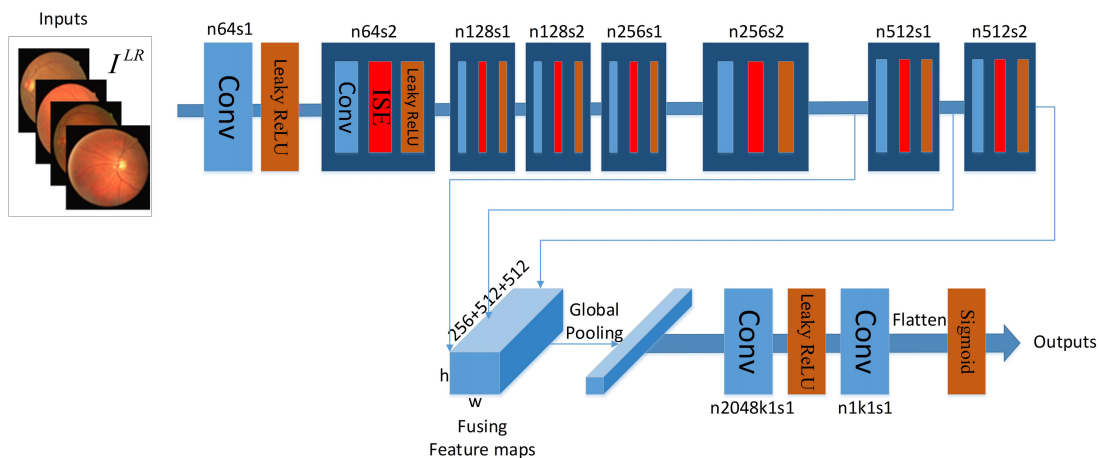 Inputs
I^{LR}
n64s1
n64s2
n128s1
n128s2
n256s1
n256s2
n512s1
n512s2
Conv
Leaky ReLU
Conv
ISE
Leaky ReLU
256+512+512
h
w
Fusing
Feature maps
Global
Pooling
Conv
n2048k1s1
Leaky ReLU
Conv
n1k1s1
Flatten
Sigmoid
Outputs